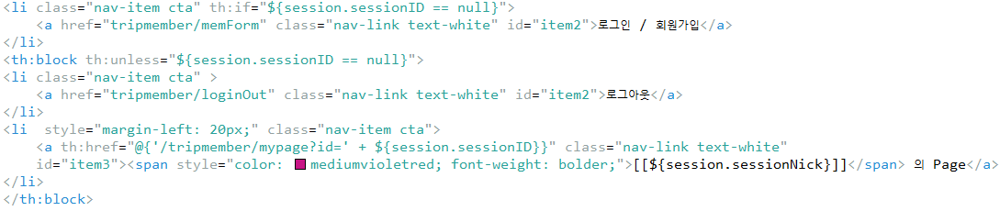 <li class="nav-item cta" th:if="${session.sessionID == null}">
    <a href="tripmember/memForm" class="nav-link text-white" id="item2">로그인 / 회원가입</a>
</li>
<th:block th:unless="${session.sessionID == null}">
<li class="nav-item cta" >
    <a href="tripmember/loginOut" class="nav-link text-white" id="item2">로그아웃</a>
</li>
<li  style="margin-left: 20px;" class="nav-item cta">
    <a th:href="@{'/tripmember/mypage?id=' + ${session.sessionID}}" class="nav-link text-white"
    id="item3"><span style="color: mediumvioletred; font-weight: bolder;">[[${session.sessionNick}]]</span> 의 Page</a>
</li>
</th:block>